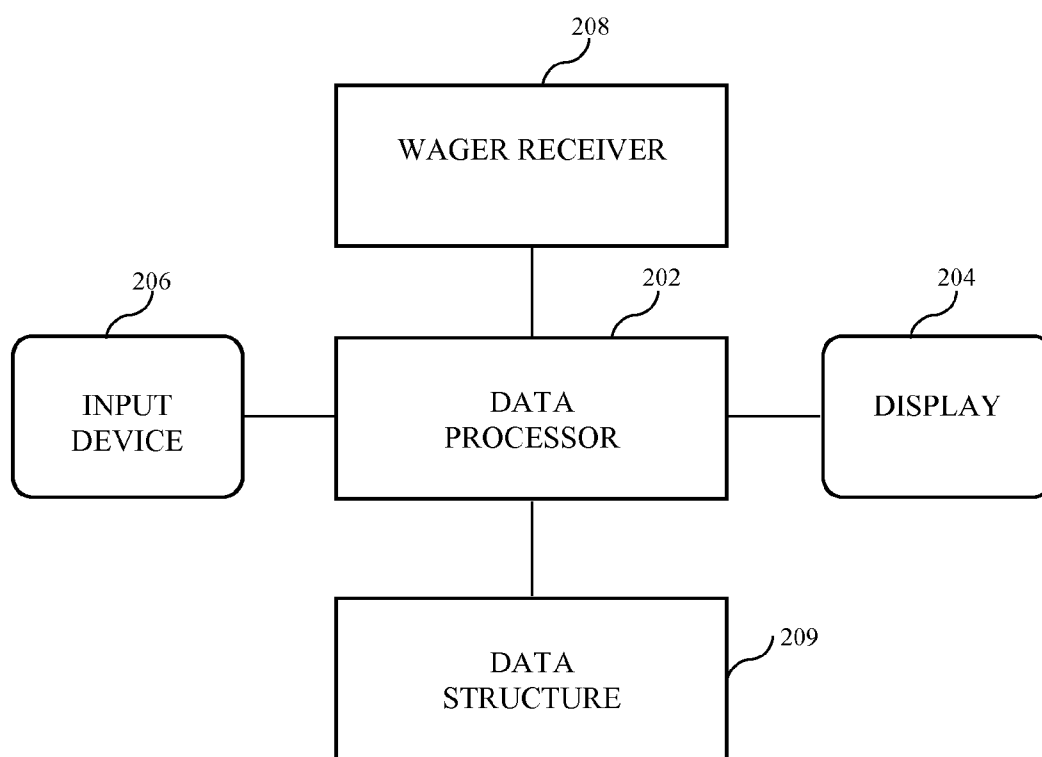 208
WAGER RECEIVER
206
202
204
INPUT
DEVICE
DATA
PROCESSOR
DISPLAY
209
DATA
STRUCTURE